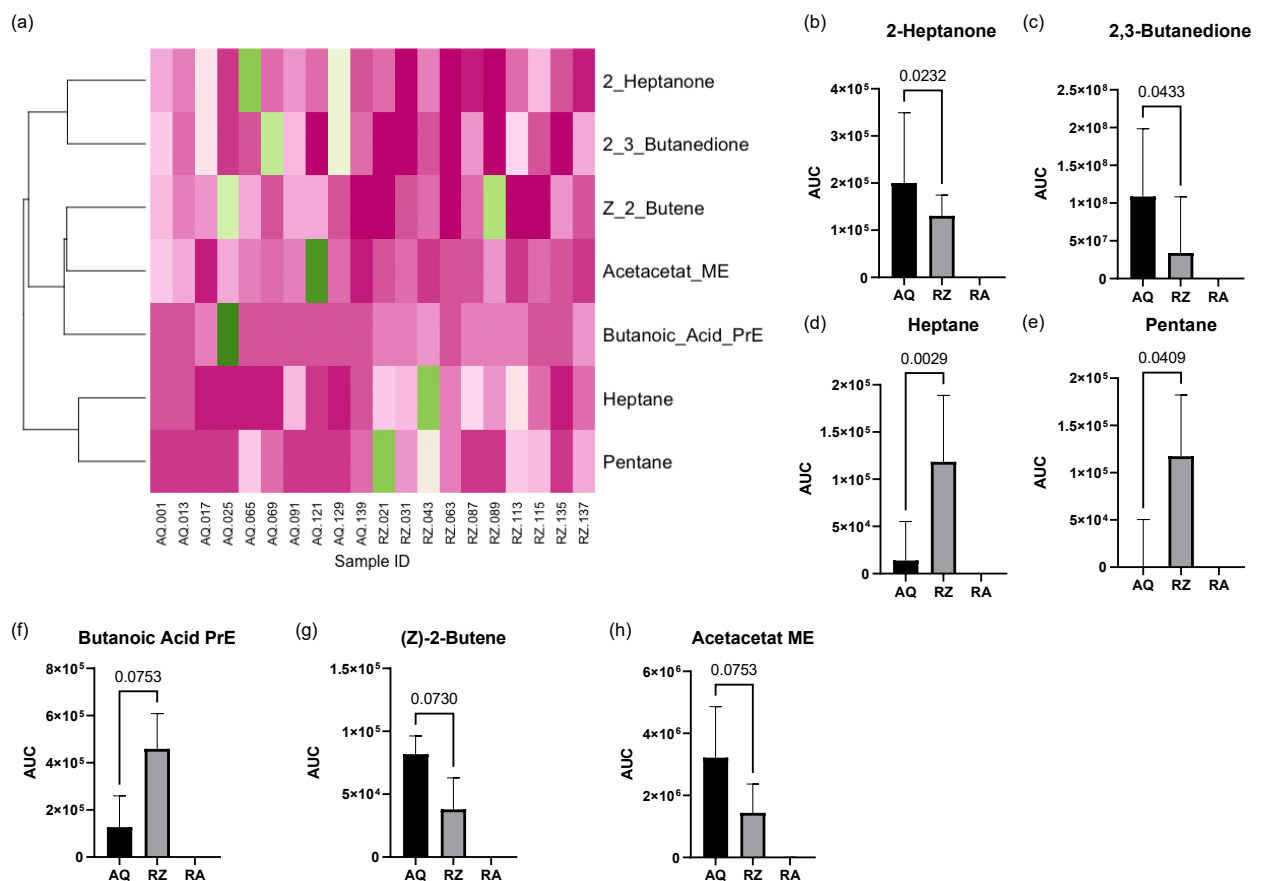 (a)
2_Heptanone
2_3_Butanedione
Z_2_Butene
Acetacetat_ME
Butanoic_Acid_PrE
Heptane
Pentane
AQ.001
AQ.013
AQ.017
AQ.025
AQ.065
AQ.069
AQ.091
AQ.121
AQ.129
AQ.139
RZ.021
RZ.031
RZ.043
RZ.063
RZ.087
RZ.089
RZ.113
RZ.115
RZ.135
RZ.137
Sample ID
(b)
2-Heptanone
0.0232
4×10⁵
3×10⁵
2×10⁵
1×10⁵
0
AUC
AQ RZ RA
(c)
2,3-Butanedione
0.0433
2.5×10⁸
2×10⁸
1.5×10⁸
1×10⁸
5×10⁷
0
AUC
AQ RZ RA
(d)
Heptane
0.0029
2×10⁵
1.5×10⁵
1×10⁵
5×10⁴
0
AUC
AQ RZ RA
(e)
Pentane
0.0409
2×10⁵
1.5×10⁵
1×10⁵
5×10⁴
0
AUC
AQ RZ RA
(f)
Butanoic Acid PrE
0.0753
8×10⁵
6×10⁵
4×10⁵
2×10⁵
0
AUC
AQ RZ RA
(g)
(Z)-2-Butene
0.0730
1.5×10⁵
1×10⁵
5×10⁴
0
AUC
AQ RZ RA
(h)
Acetacetat ME
0.0753
6×10⁶
4×10⁶
2×10⁶
0
AUC
AQ RZ RA